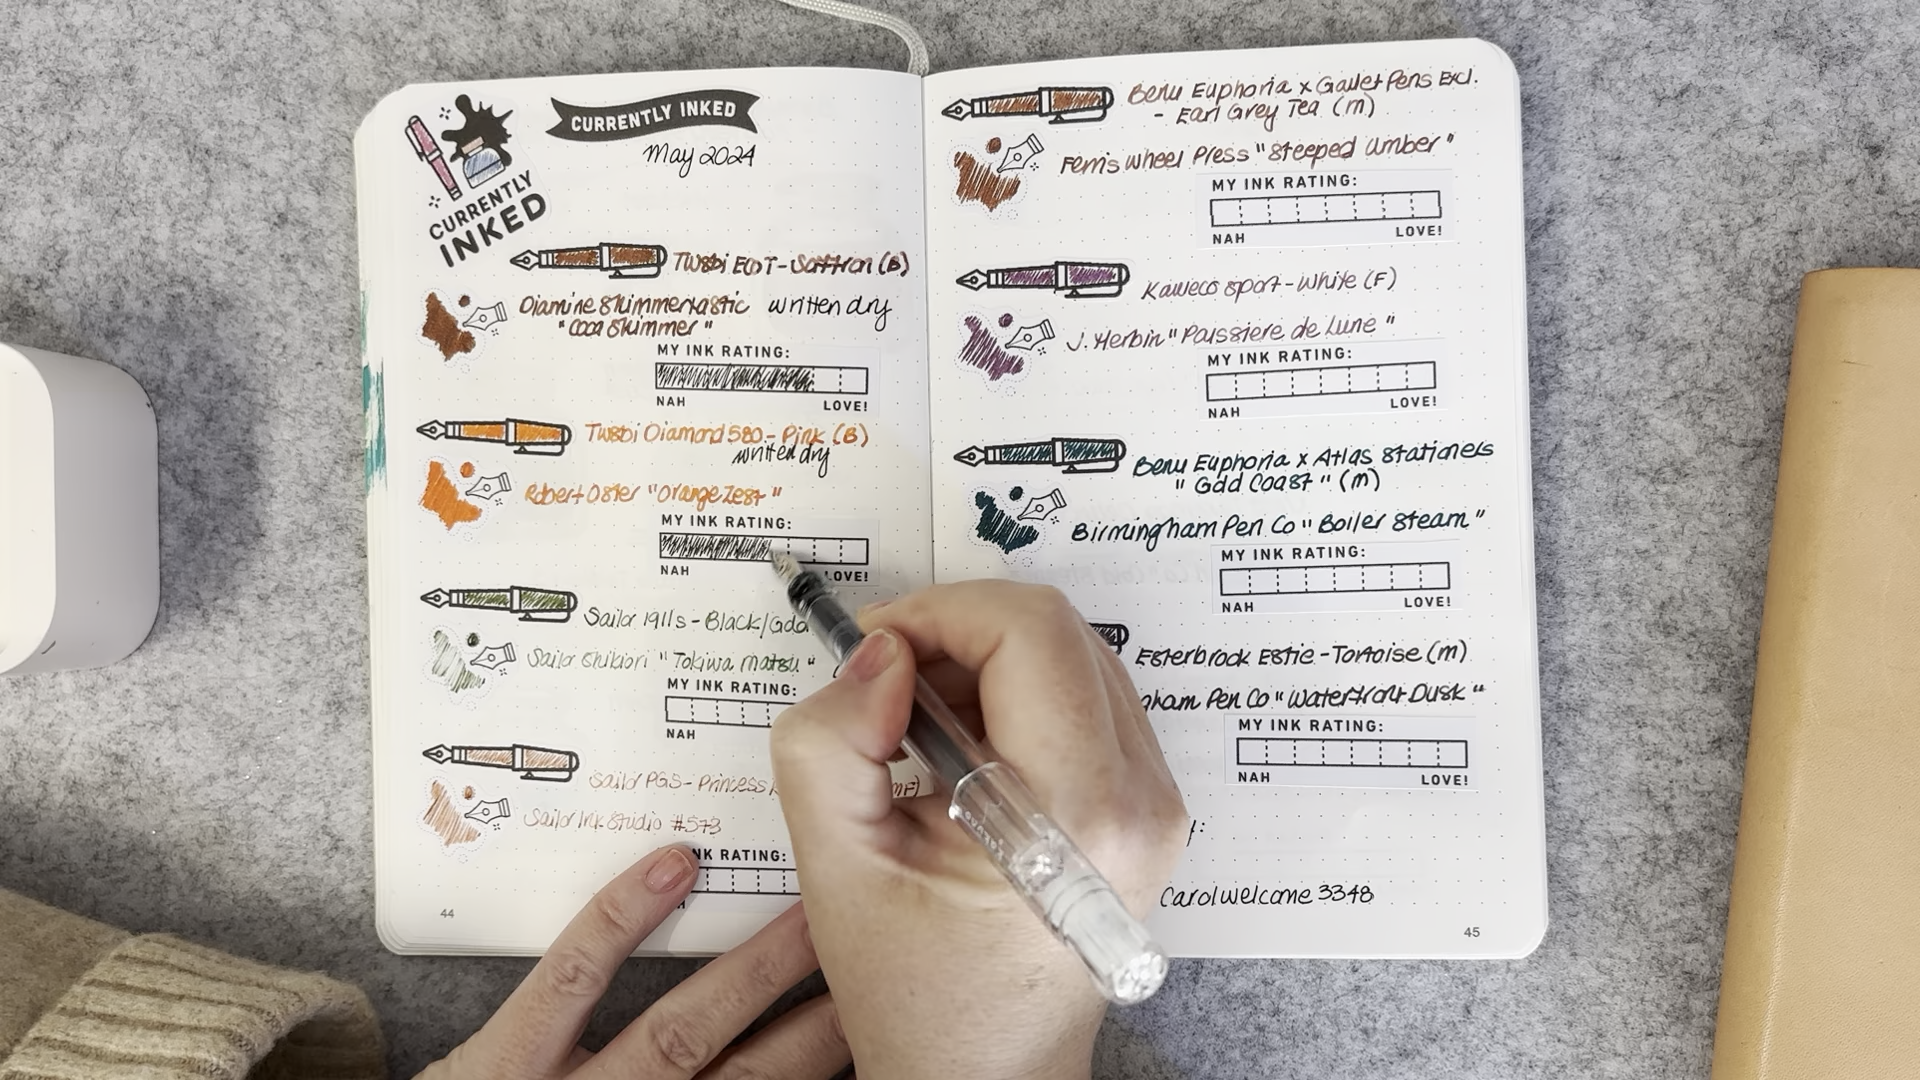 CURRENTLY INKED
CURRENTLY
INKED
May 2024
Twsbi Eco T-Saffron (B)
Diamine Shimmertastic written dry
"Coco Shimmer"
MY INK RATING:
NAH LOVE!
Twsbi Diamond 580 - Pink (B)
written dry
Robert Oster "Orange Zest"
MY INK RATING:
NAH LOVE!
Sailor 1911s - Black/Gold
Sailor Shikiori "Tokiwa Matsu"
MY INK RATING:
NAH
Sailor PGS - Princess
MF)
Sailor Ink Studio #573
NK RATING:
44
Benu Euphoria x Goulet Pens Excl.
- Earl Grey Tea (M)
Ferris Wheel Press "Steeped Umber"
MY INK RATING:
NAH LOVE!
Kaweco Sport - White (F)
J. Herbin "Poussiere de Lune"
MY INK RATING:
NAH LOVE!
Benu Euphoria x Atlas Stationers
"Gold Coast" (M)
Birmingham Pen Co "Boiler Steam"
MY INK RATING:
NAH LOVE!
Esterbrook Estie - Tortoise (M)
gham Pen Co "Waterfront Dusk"
MY INK RATING:
NAH LOVE!
Carolwelcome3348
45